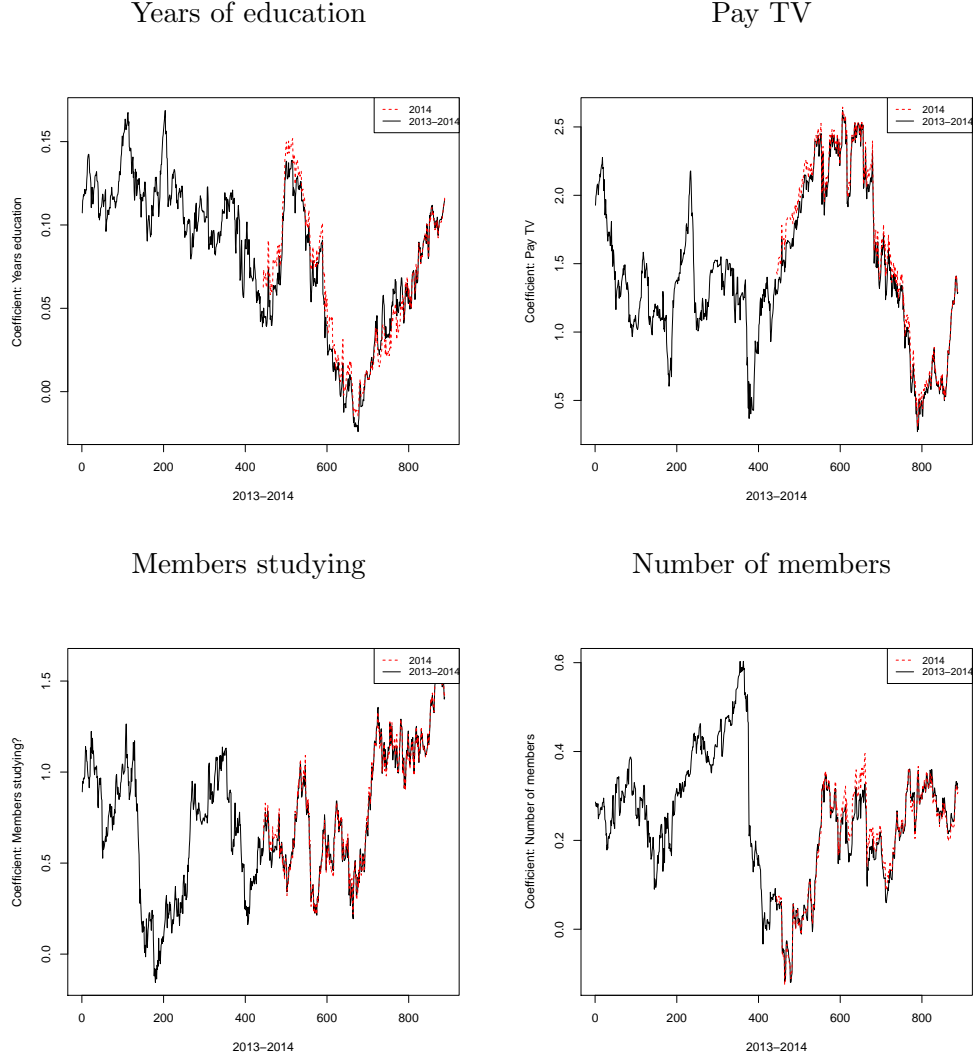 Years of education
Pay TV
2014
2013–2014
Coefficient: Years education
0.00 0.05 0.10 0.15
0 200 400 600 800
2013–2014
2014
2013–2014
Coefficient: Pay TV
0.5 1.0 1.5 2.0 2.5
0 200 400 600 800
2013–2014
Members studying
Number of members
2014
2013–2014
Coefficient: Members studying?
0.0 0.5 1.0 1.5
0 200 400 600 800
2013–2014
2014
2013–2014
Coefficient: Number of members
0.0 0.2 0.4 0.6
0 200 400 600 800
2013–2014